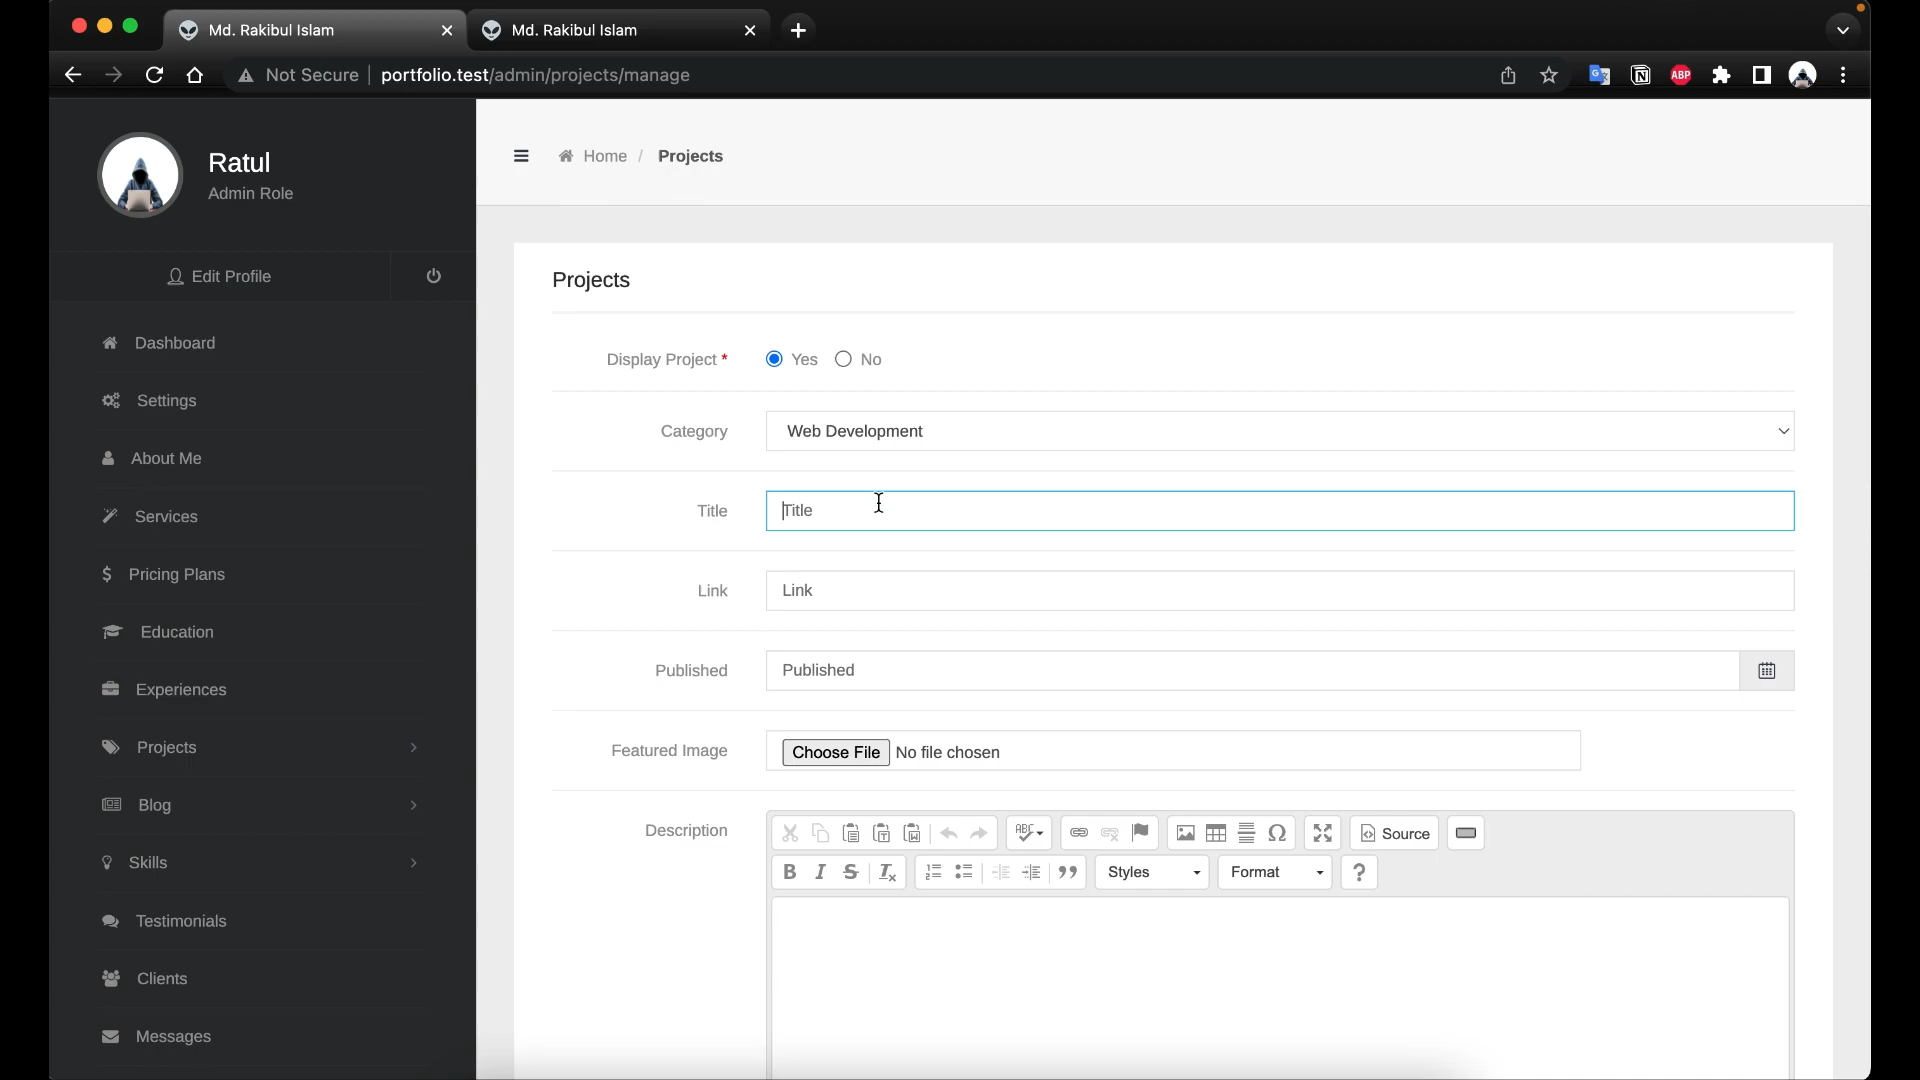 Md. Rakibul Islam
Md. Rakibul Islam
Not Secure
portfolio.test/admin/projects/manage
ABP
Ratul
Admin Role
Edit Profile
Dashboard
Settings
About Me
Services
Pricing Plans
Education
Experiences
Projects
Blog
Skills
Testimonials
Clients
Messages
Home / Projects
Projects
Display Project * Yes No
Category Web Development
Title Title
Link Link
Published Published
Featured Image Choose File No file chosen
Description
ABC Ω Source
B I S Ix Styles Format ?